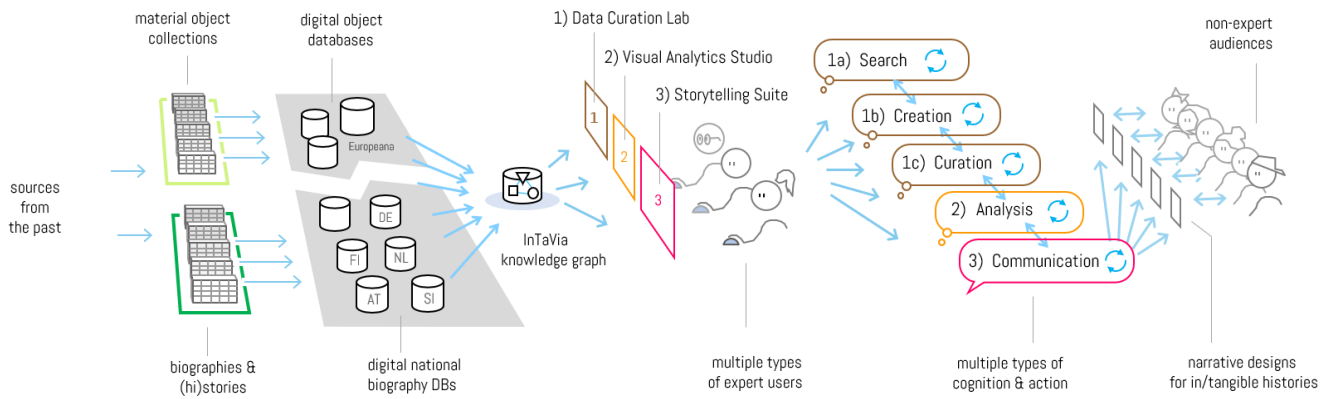 material object
collections
digital object
databases
1) Data Curation Lab
2) Visual Analytics Studio
3) Storytelling Suite
1a) Search
1b) Creation
1c) Curation
2) Analysis
3) Communication
non-expert
audiences
sources
from
the past
Europeana
DE
FI
NL
AT
SI
InTaVia
knowledge graph
1
2
3
biographies &
(hi)stories
digital national
biography DBs
multiple types
of expert users
multiple types of
cognition & action
narrative designs
for in/tangible histories